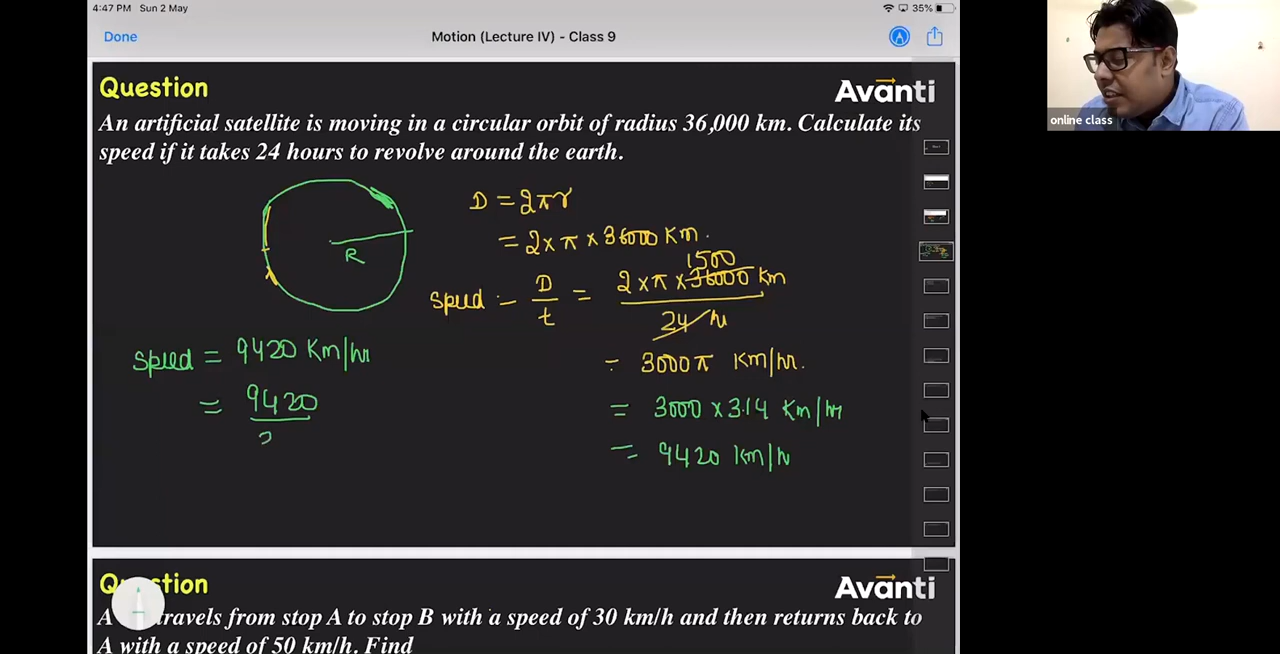 4:47 PM Sun 2 May
35%
Done
Motion (Lecture IV) - Class 9
Question
Avanti
An artificial satellite is moving in a circular orbit of radius 36,000 km. Calculate its
speed if it takes 24 hours to revolve around the earth.
R
D = 2πr
= 2 × π × 36000 Km.
1500
Speed = D/t = 2 × π × 36000 Km / 24 hr
= 3000π Km/hr.
= 3000 × 3.14 Km/hr
= 9420 Km/h
Speed = 9420 Km/hr
= 9420
online class
Question
Avanti
A travels from stop A to stop B with a speed of 30 km/h and then returns back to
A with a speed of 50 km/h. Find